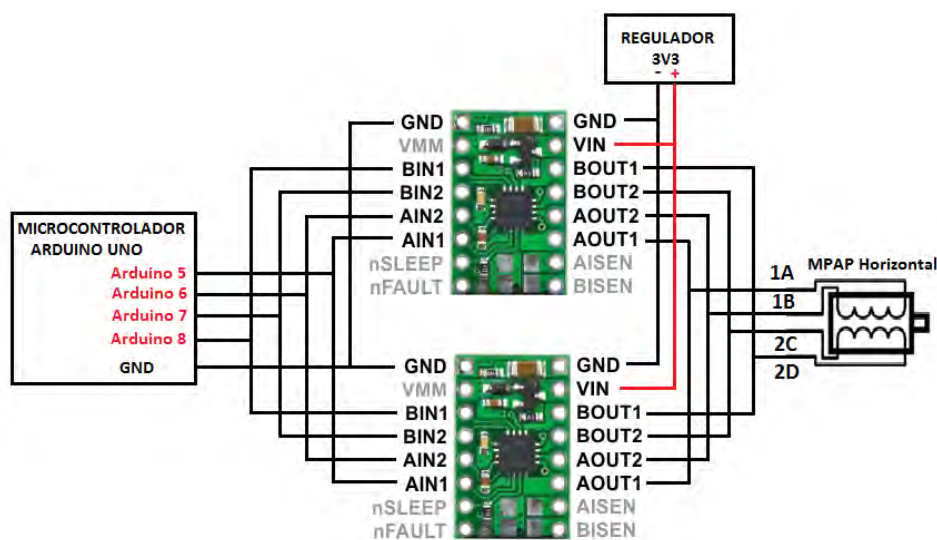 REGULADOR
3V3
- +
GND
VMM
BIN1
BIN2
AIN2
AIN1
nSLEEP
nFAULT
GND
VIN
BOUT1
BOUT2
AOUT2
AOUT1
AISEN
BISEN
MICROCONTROLADOR
ARDUINO UNO
Arduino 5
Arduino 6
Arduino 7
Arduino 8
GND
MPAP Horizontal
1A
1B
2C
2D
GND
VMM
BIN1
BIN2
AIN2
AIN1
nSLEEP
nFAULT
GND
VIN
BOUT1
BOUT2
AOUT2
AOUT1
AISEN
BISEN